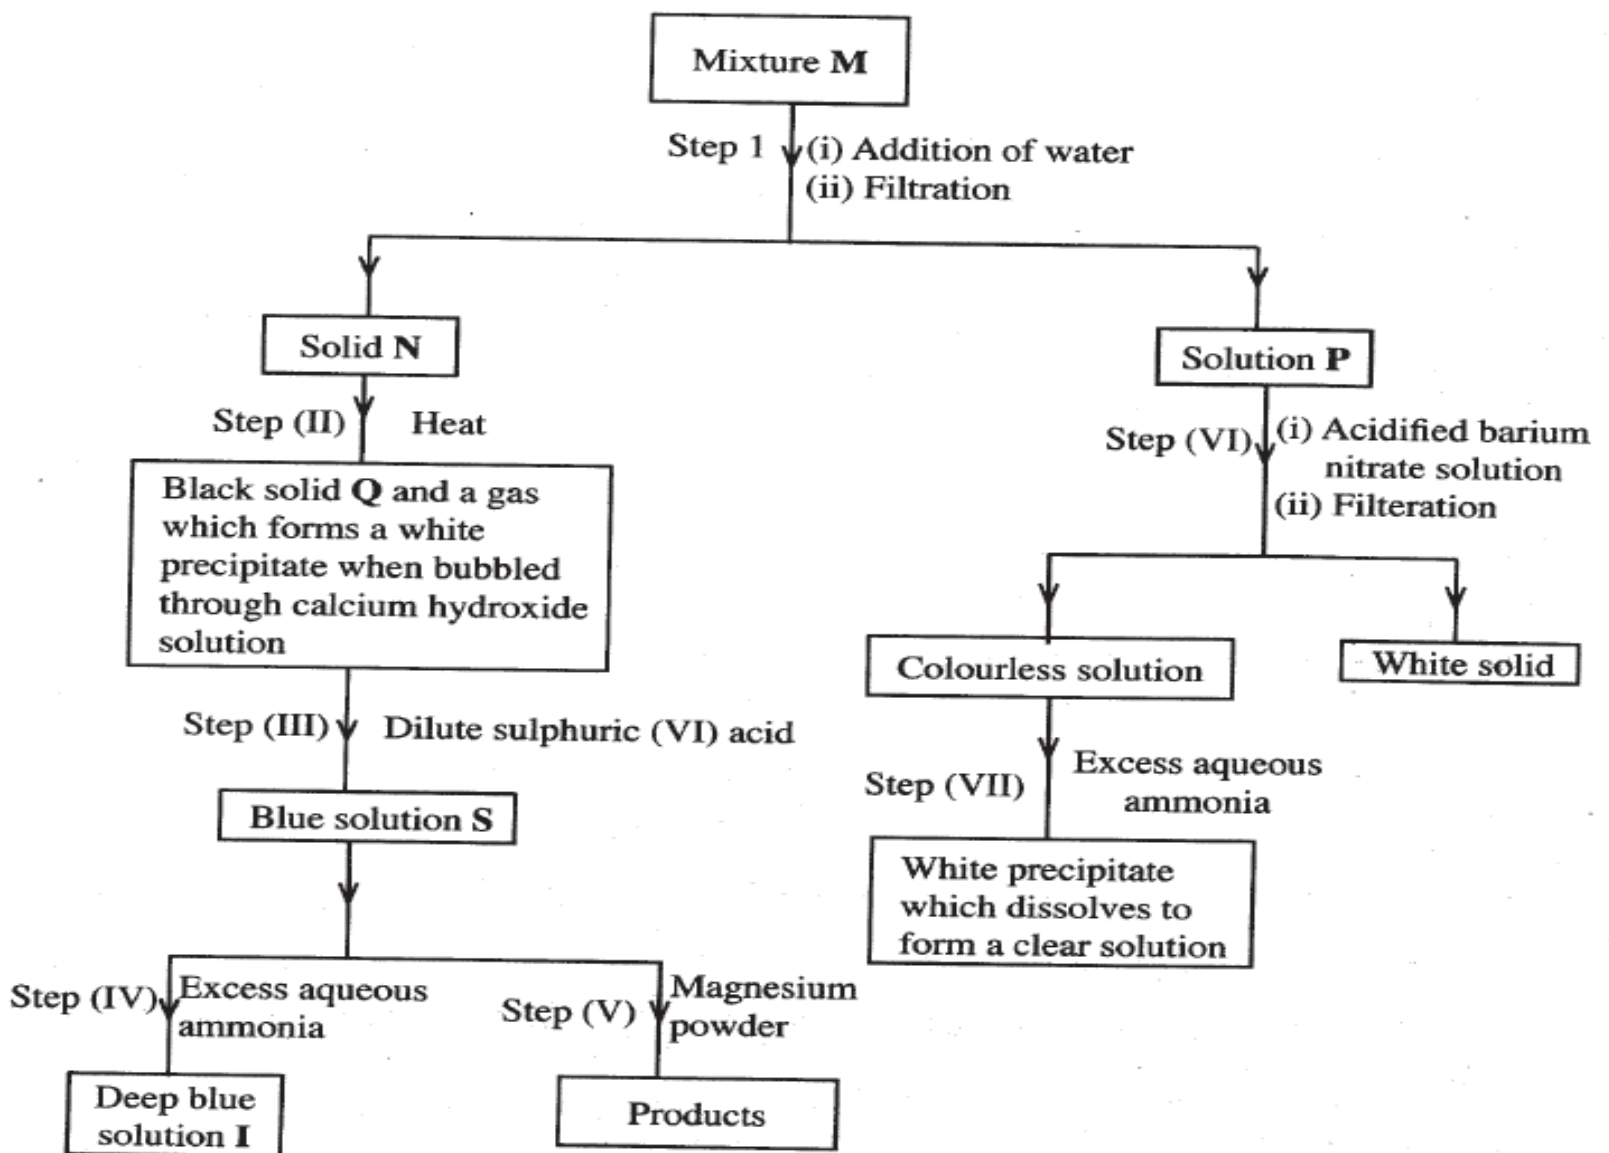 Mixture M
Step 1
(i) Addition of water
(ii) Filtration
Solid N
Solution P
Step (II)
Heat
Step (VI)
(i) Acidified barium
nitrate solution
(ii) Filteration
Black solid Q and a gas
which forms a white
precipitate when bubbled
through calcium hydroxide
solution
Colourless solution
White solid
Step (III)
Dilute sulphuric (VI) acid
Step (VII)
Excess aqueous
ammonia
Blue solution S
White precipitate
which dissolves to
form a clear solution
Step (IV)
Excess aqueous
ammonia
Step (V)
Magnesium
powder
Deep blue
solution I
Products